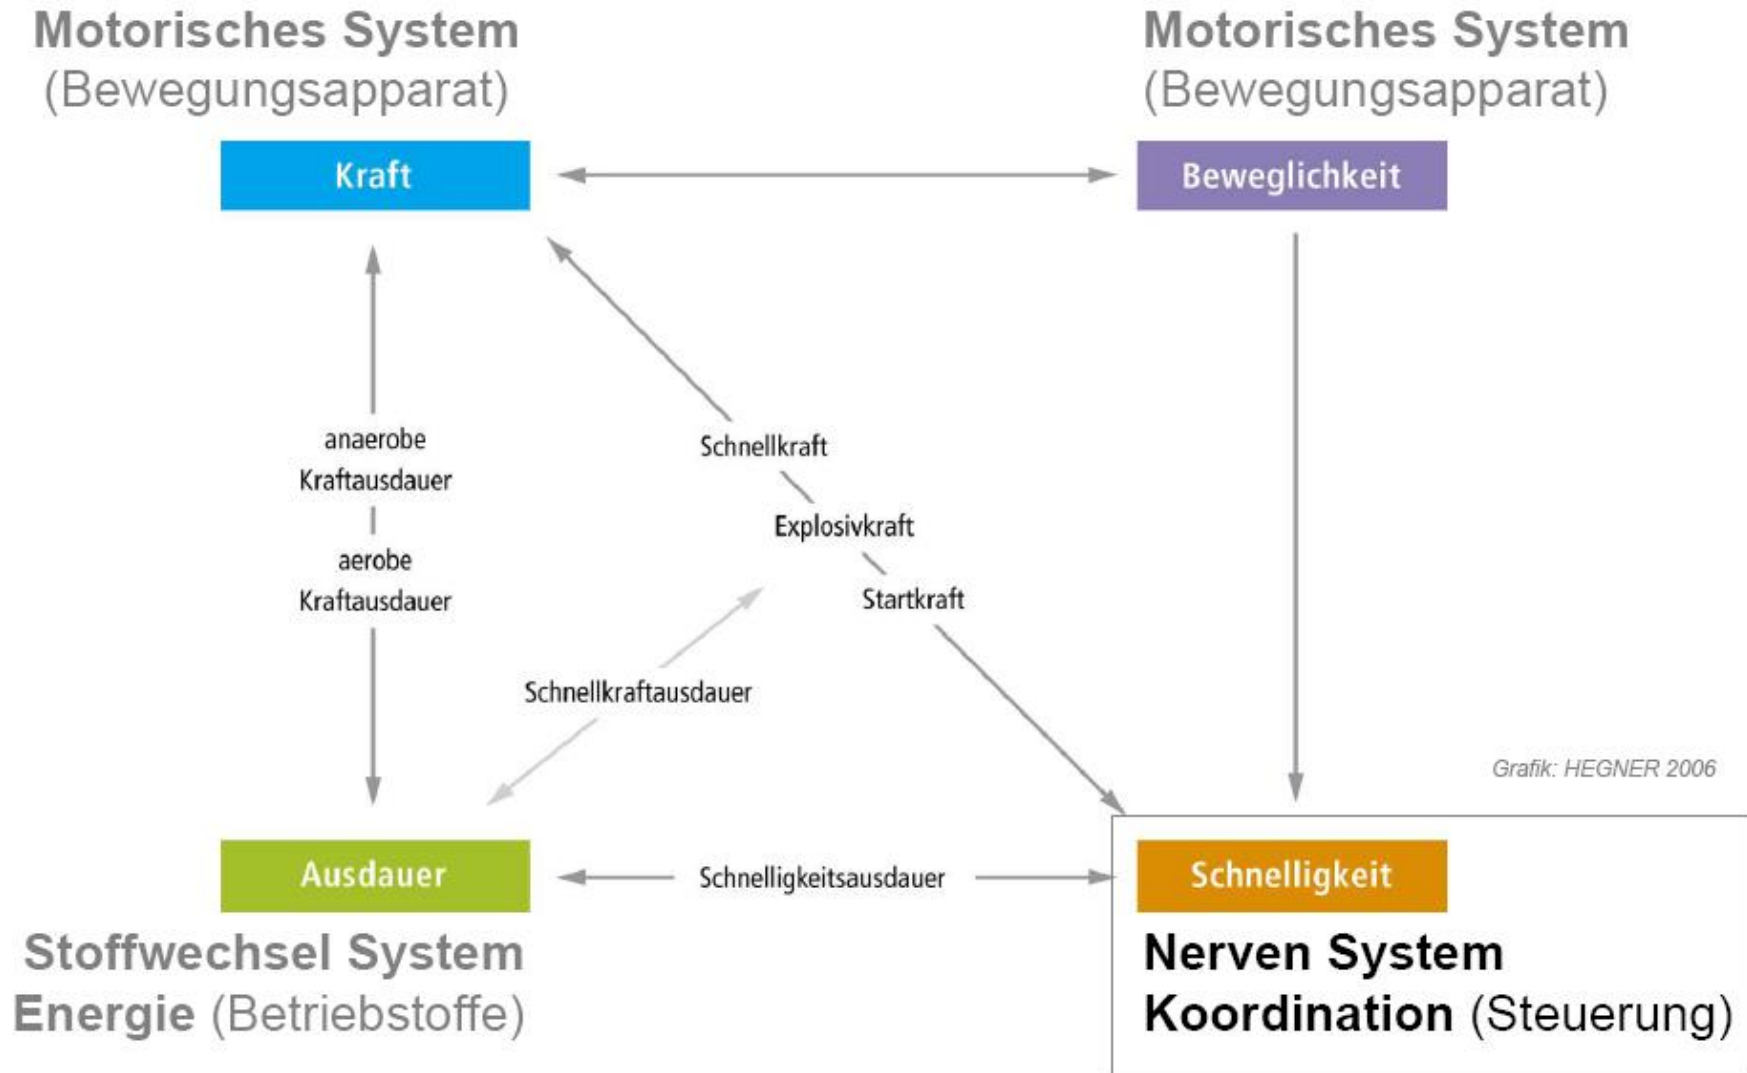 Motorisches System
(Bewegungsapparat)
Motorisches System
(Bewegungsapparat)
Kraft
Beweglichkeit
anaerobe
Kraftausdauer
aerobe
Kraftausdauer
Schnellkraft
Explosivkraft
Startkraft
Schnellkraftausdauer
Grafik: HEGNER 2006
Ausdauer
Schnelligkeitsausdauer
Schnelligkeit
Stoffwechsel System
Energie (Betriebstoffe)
Nerven System
Koordination (Steuerung)